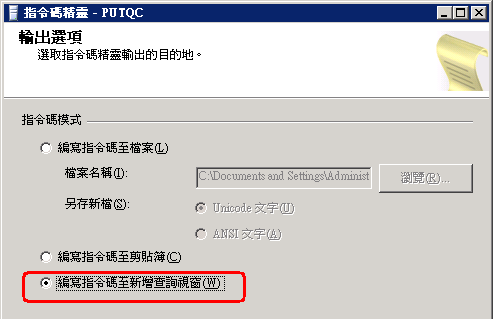 指令碼精靈 - PUTQC
輸出選項
選取指令碼精靈輸出的目的地。
指令碼模式
編寫指令碼至檔案(L)
檔案名稱(I): C:\Documents and Settings\Administ 瀏覽(R)...
另存新檔(S): Unicode 文字(U)
ANSI 文字(A)
編寫指令碼至剪貼簿(C)
編寫指令碼至新增查詢視窗(W)